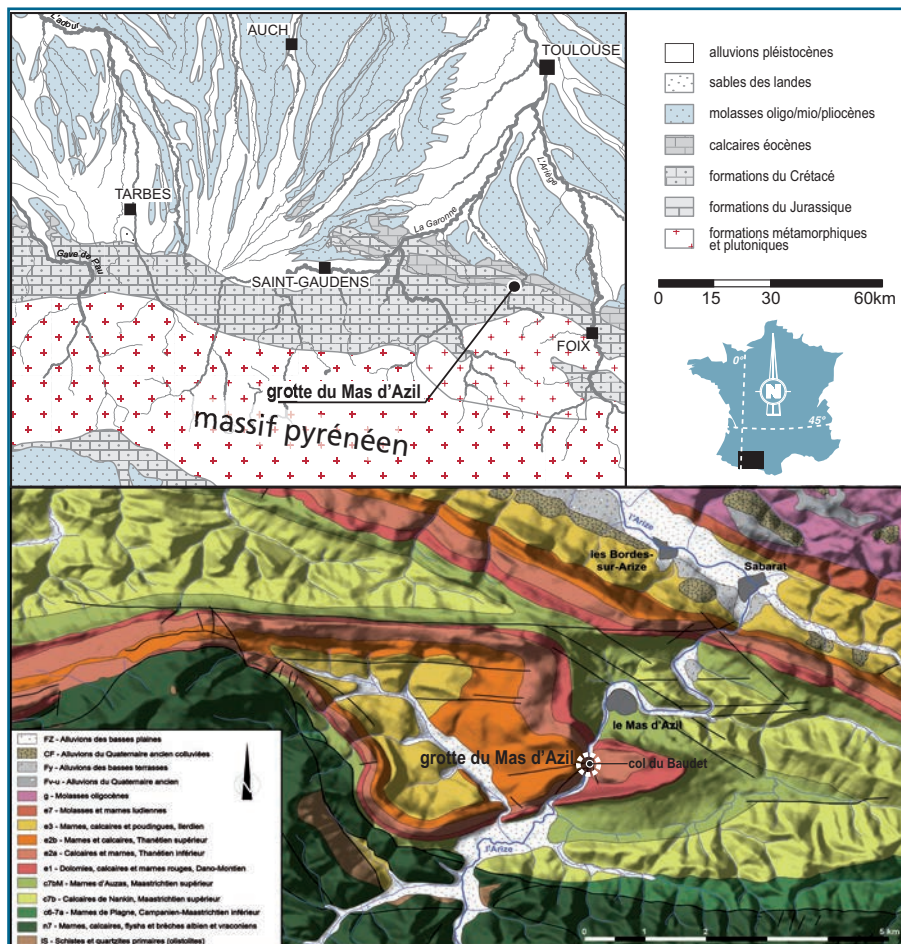 L'adour
AUCH
TOULOUSE
L'Ariège
TARBES
La Garonne
Gave de Pau
SAINT-GAUDENS
FOIX
grotte du Mas d'Azil
massif pyrénéen
alluvions pléistocènes
sables des landes
molasses oligo/mio/pliocènes
calcaires éocènes
formations du Crétacé
formations du Jurassique
formations métamorphiques
et plutoniques
0 15 30 60km
0°
N
45°
l'Arize
les Bordes-
sur-Arize
Sabarat
le Mas d'Azil
grotte du Mas d'Azil
col du Baudet
l'Arize
FZ - Alluvions des basses plaines
CF - Alluvions du Quaternaire ancien colluviées
Fy - Alluvions des basses terrasses
Fv-u - Alluvions du Quaternaire ancien
g - Molasses oligocènes
e7 - Molasses et marnes ludiennes
e3 - Marnes, calcaires et poudingues, Ilerdien
e2b - Marnes et calcaires, Thanétien supérieur
e2a - Calcaires et marnes, Thanétien inférieur
e1 - Dolomies, calcaires et marnes rouges, Dano-Montien
c7bM - Marnes d'Auzas, Maastrichtien supérieur
c7b - Calcaires de Nankin, Maastrichtien supérieur
c6-7a - Marnes de Plagne, Campanien-Maastrichtien inférieur
n7 - Marnes, calcaires, flyshs et brèches albien et vraconiens
IS - Schistes et quartzites primaires (olistolites)
0 5 km